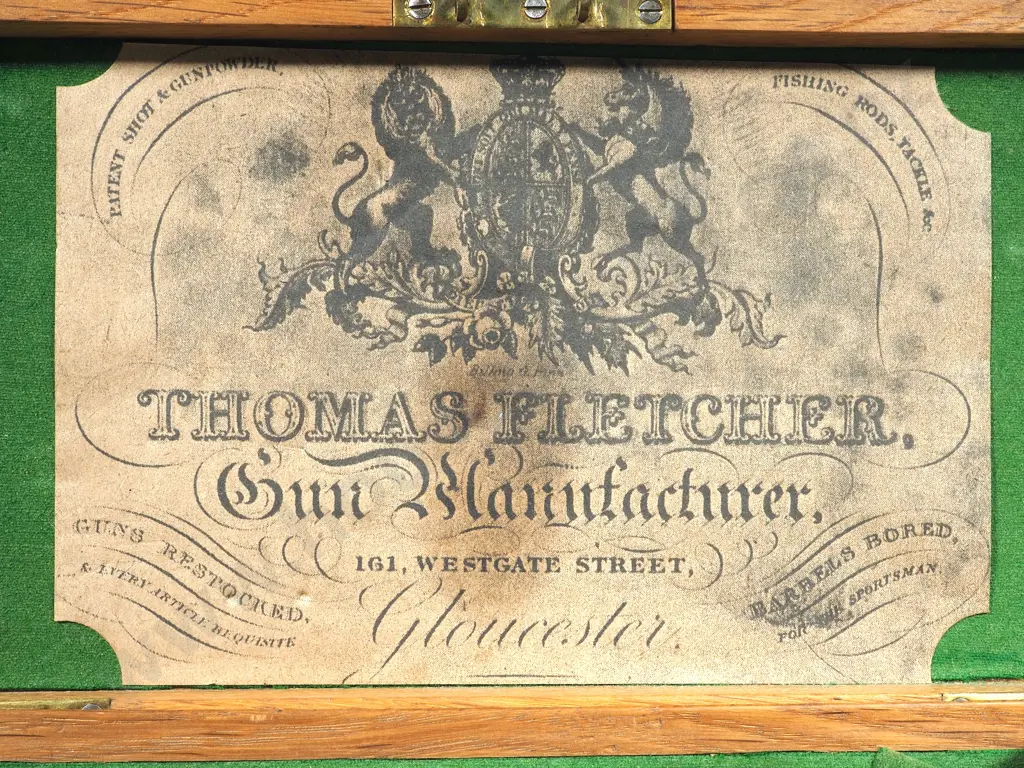 PATENT SHOT & GUNPOWDER.
FISHING RODS, TACKLE &c
THOMAS FLETCHER,
Gun Manufacturer,
161, WESTGATE STREET,
Gloucester.
GUNS RESTOCKED,
& EVERY ARTICLE REQUISITE
BARRELS BORED,
FOR THE SPORTSMAN.